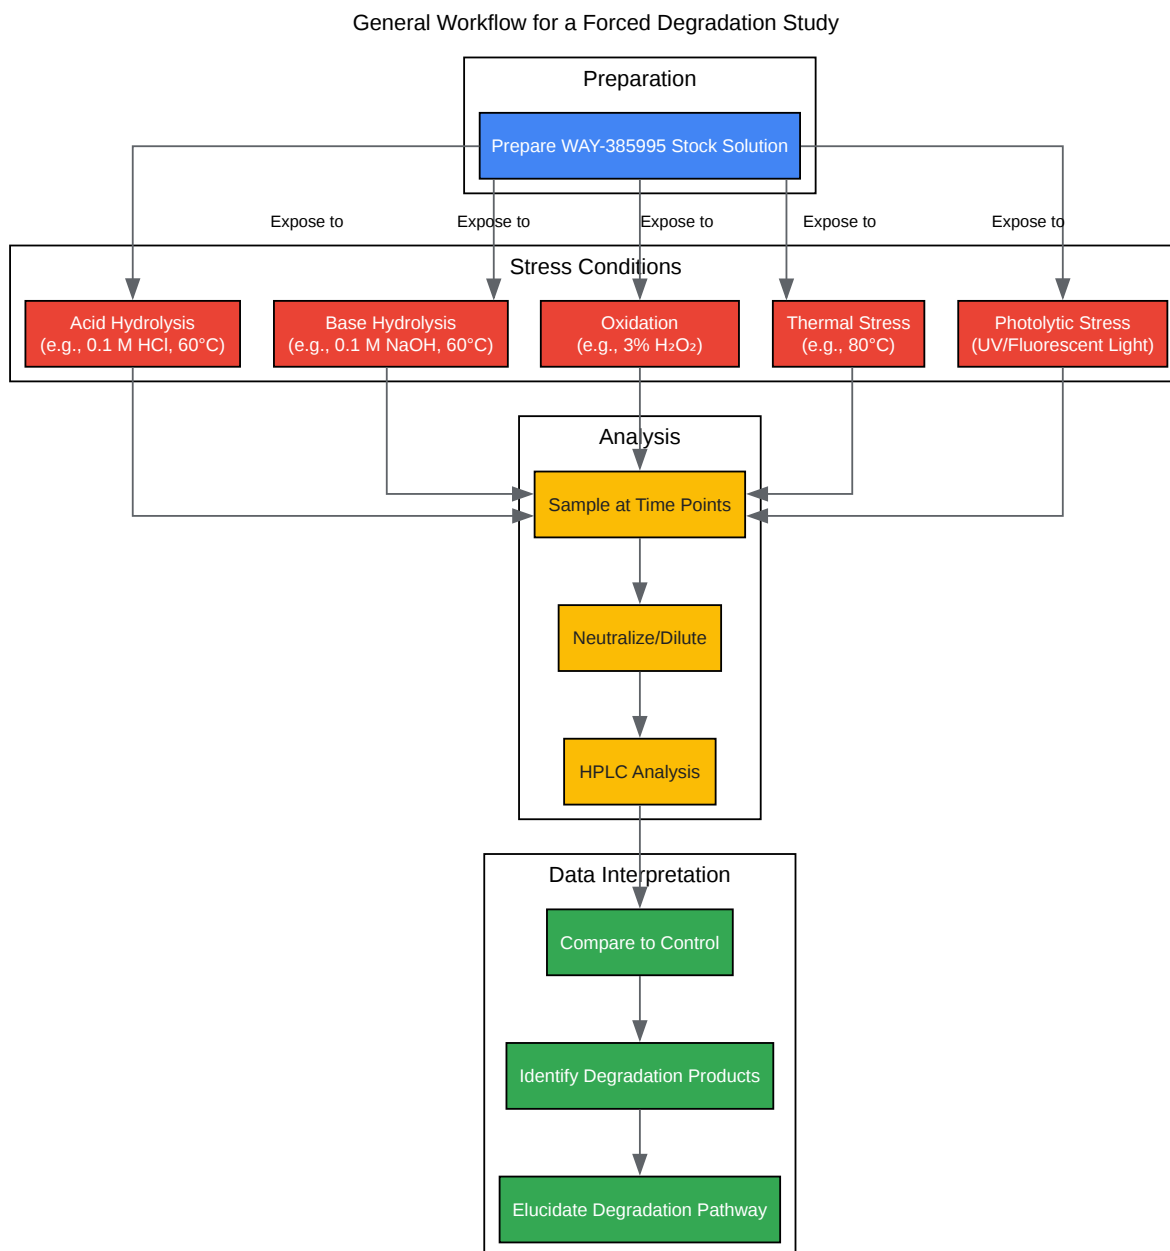 General Workflow for a Forced Degradation Study
Preparation
Prepare WAY-385995 Stock Solution
Expose to
Expose to
Expose to
Expose to
Expose to
Stress Conditions
Acid Hydrolysis
(e.g., 0.1 M HCl, 60°C)
Base Hydrolysis
(e.g., 0.1 M NaOH, 60°C)
Oxidation
(e.g., 3% H₂O₂)
Thermal Stress
(e.g., 80°C)
Photolytic Stress
(UV/Fluorescent Light)
Analysis
Sample at Time Points
Neutralize/Dilute
HPLC Analysis
Data Interpretation
Compare to Control
Identify Degradation Products
Elucidate Degradation Pathway